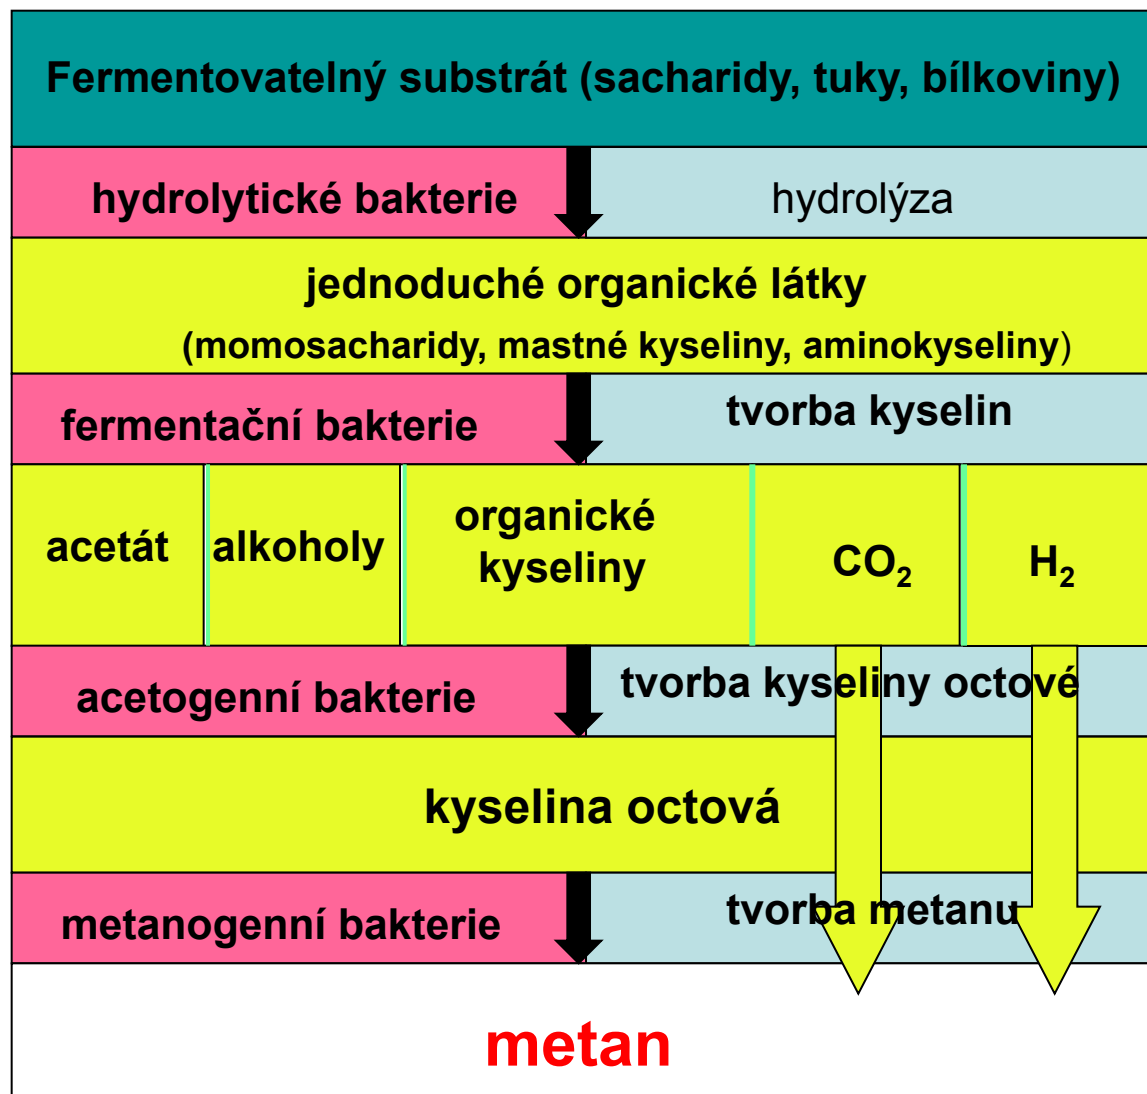 Fermentovatelný substrát (sacharidy, tuky, bílkoviny)
hydrolytické bakterie
hydrolýza
jednoduché organické látky
(momosacharidy, mastné kyseliny, aminokyseliny)
fermentační bakterie
tvorba kyselin
acetát
alkoholy
organické
kyseliny
CO₂
H₂
acetogenní bakterie
tvorba kyseliny octové
kyselina octová
metanogenní bakterie
tvorba metanu
metan